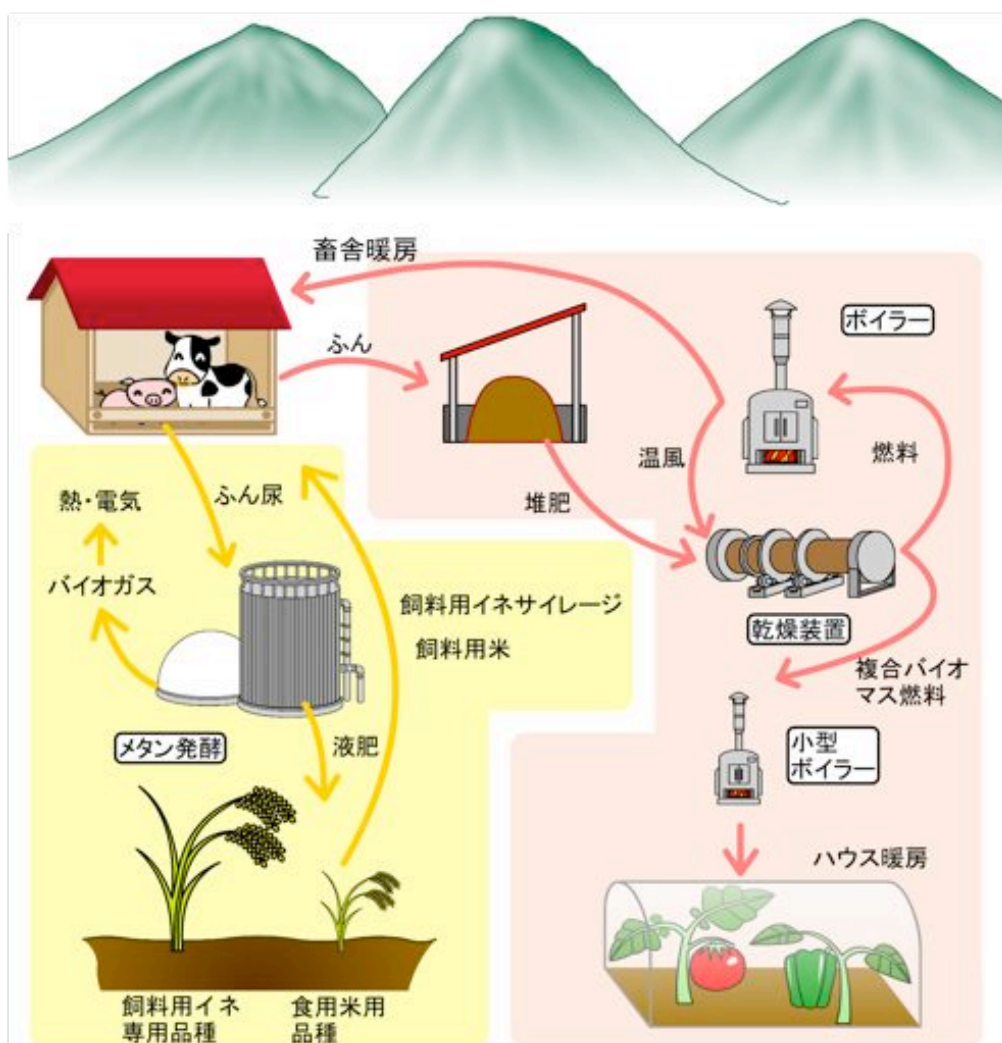 畜舎暖房
ボイラー
ふん
温風
燃料
堆肥
ふん尿
熱・電気
バイオガス
飼料用イネサイレージ
飼料用米
乾燥装置
複合バイオ
マス燃料
メタン発酵
液肥
小型
ボイラー
ハウス暖房
飼料用イネ
専用品種
食用米用
品種